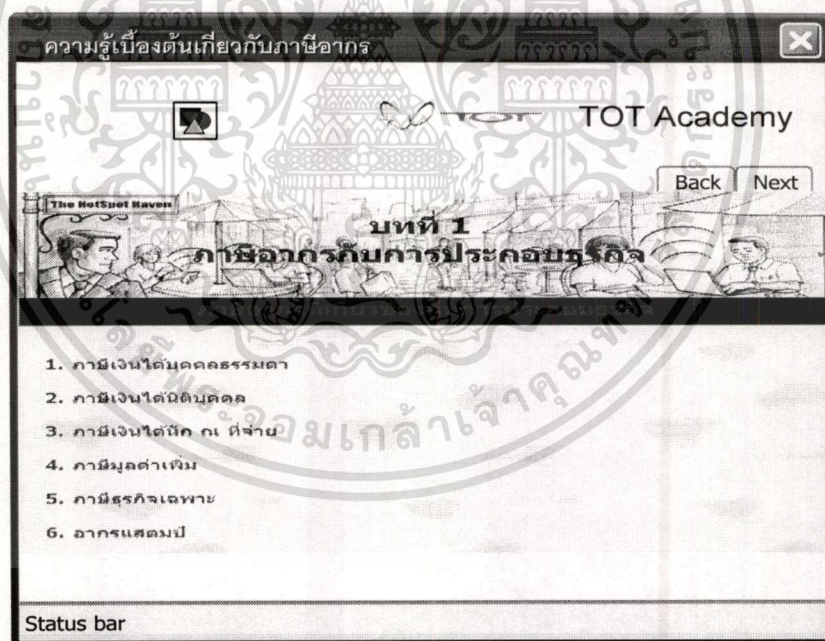 ความรู้เบื้องต้นเกี่ยวกับภาษีอากร
TOT TOT Academy
Back Next
The HotSpot Haven
บทที่ 1
ภาษีอากรกับการประกอบธุรกิจ
1. ภาษีเงินได้บุคคลธรรมดา
2. ภาษีเงินได้นิติบุคคล
3. ภาษีเงินได้หัก ณ ที่จ่าย
4. ภาษีมูลค่าเพิ่ม
5. ภาษีธุรกิจเฉพาะ
6. อากรแสตมป์
Status bar